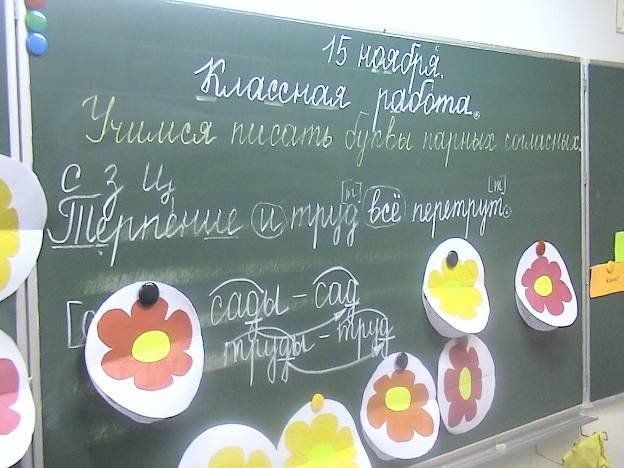 15 ноября.
Классная работа.
Учимся писать буквы парных согласных.
с з ц
[т] [т]
Терпение и труд всё перетрут.
сады - сад
труды - труд